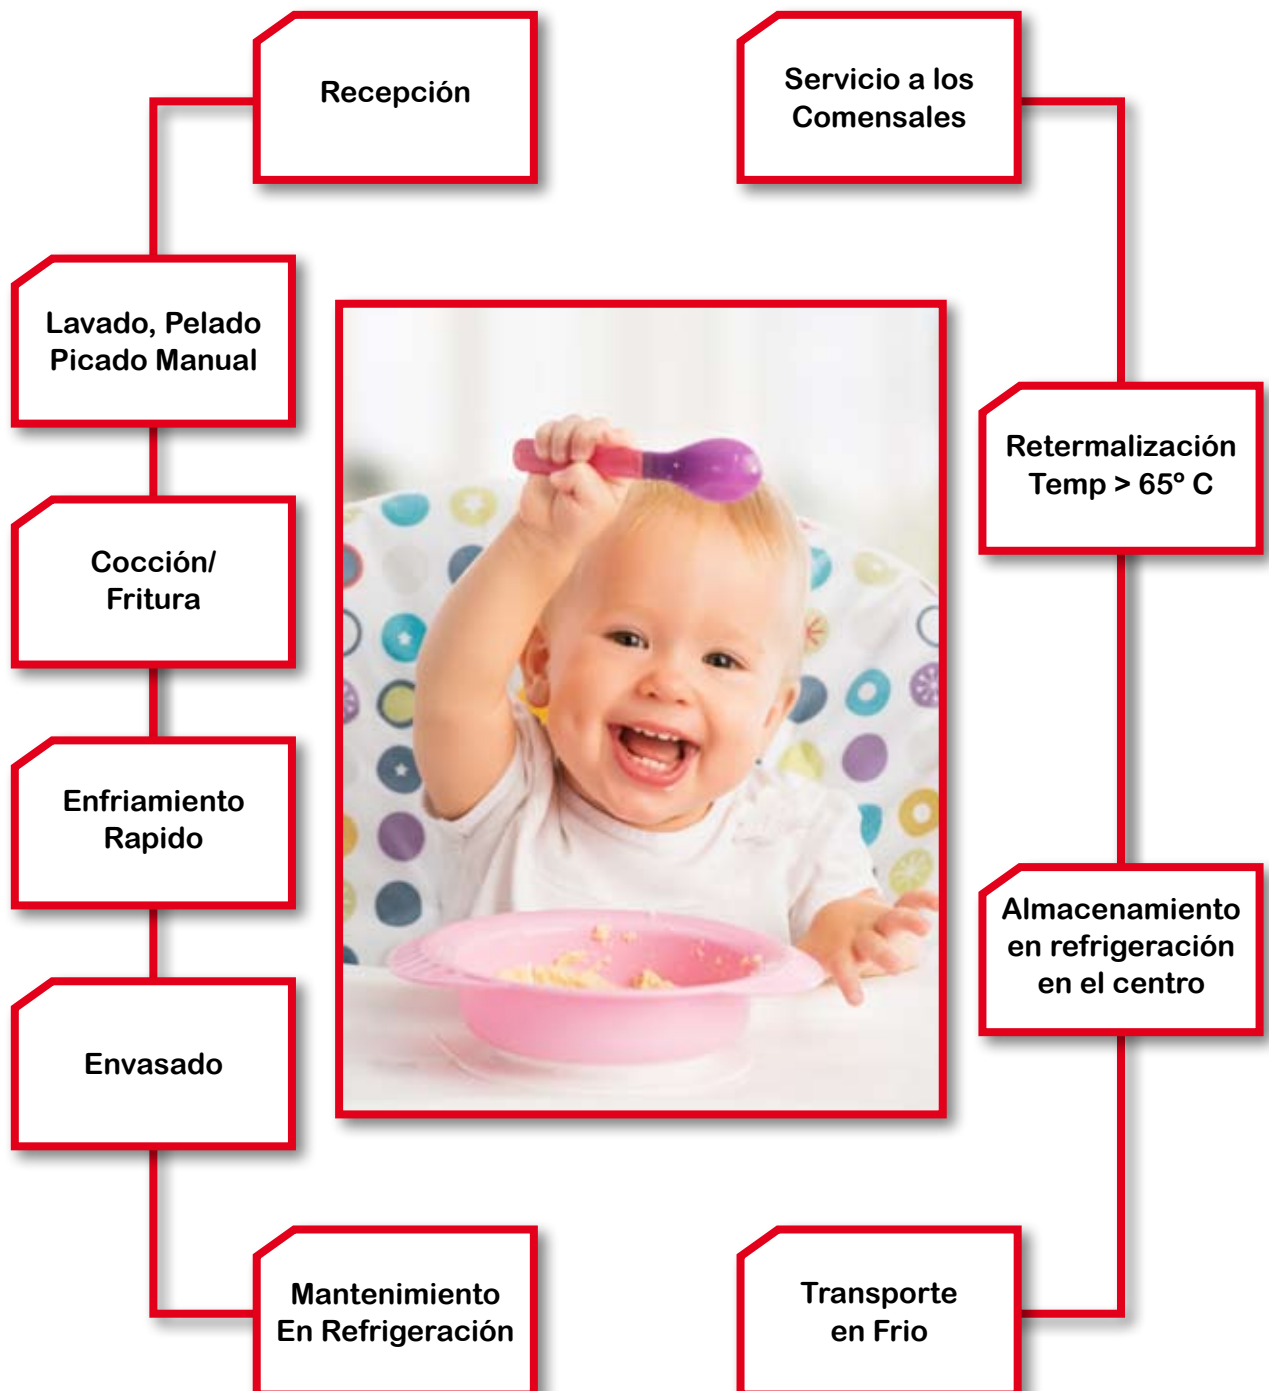 Recepción
Lavado, Pelado
Picado Manual
Cocción/
Fritura
Enfriamiento
Rapido
Envasado
Mantenimiento
En Refrigeración
Transporte
en Frio
Almacenamiento
en refrigeración
en el centro
Retermalización
Temp > 65º C
Servicio a los
Comensales